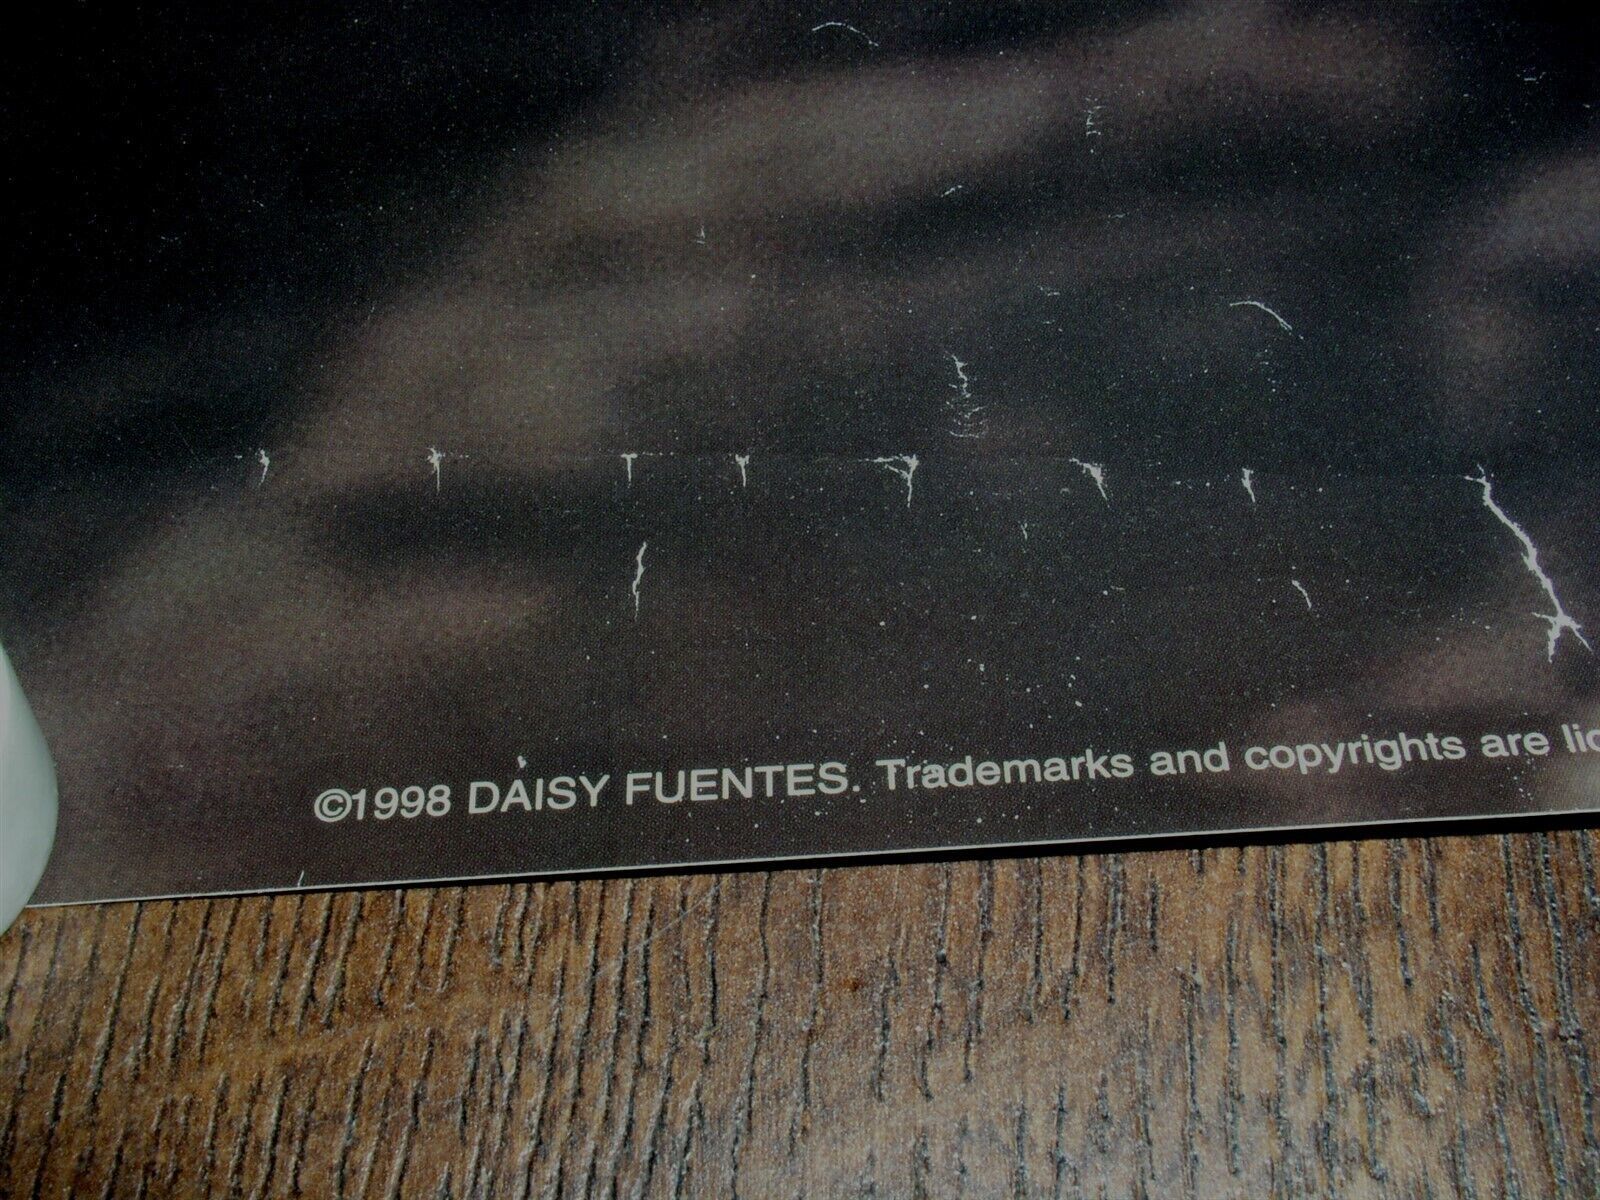 ©1998 DAISY FUENTES. Trademarks and copyrights are